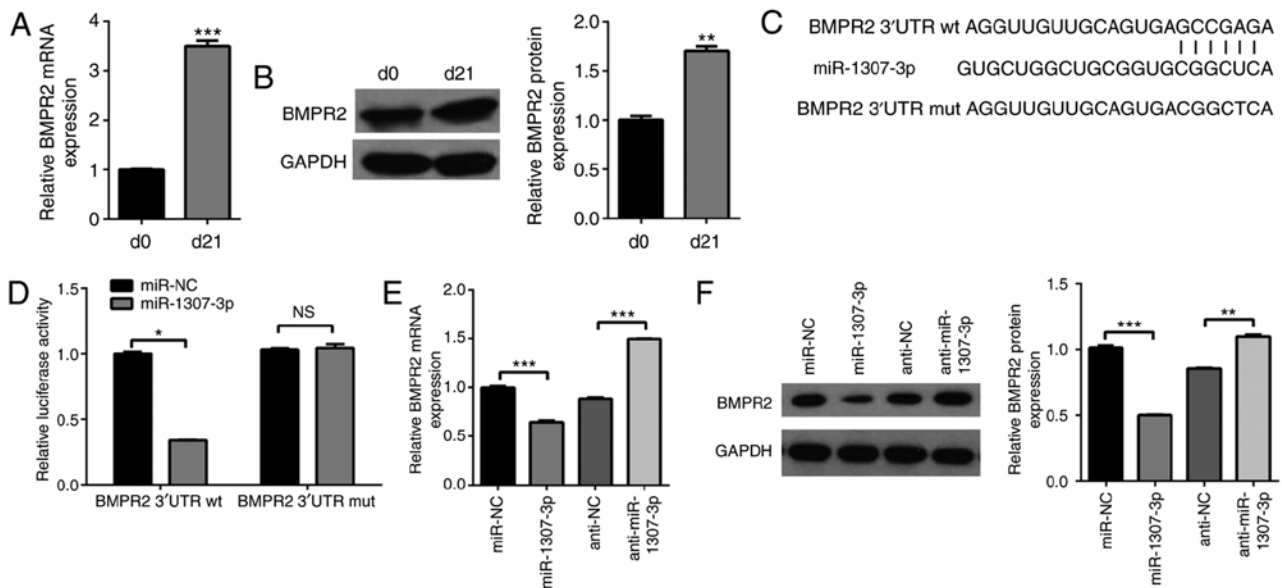 A
Relative BMPR2 mRNA
expression
4
3
2
1
0
***
d0
d21
B
d0
d21
BMPR2
GAPDH
Relative BMPR2 protein
expression
2.0
1.5
1.0
0.5
0.0
**
d0
d21
C
BMPR2 3′UTR wt AGGUUGUUGCAGUGAGCCGAGA
miR-1307-3p GUGCUGGCUGCGGUGCGGCUCA
BMPR2 3′UTR mut AGGUUGUUGCAGUGACGGCTCA
D
Relative luciferase activity
1.5
1.0
0.5
0.0
miR-NC
miR-1307-3p
*
NS
BMPR2 3′UTR wt
BMPR2 3′UTR mut
E
Relative BMPR2 mRNA
expression
2.0
1.5
1.0
0.5
0.0
***
***
miR-NC
miR-1307-3p
anti-NC
anti-miR-
1307-3p
F
miR-NC
miR-1307-3p
anti-NC
anti-miR-
1307-3p
BMPR2
GAPDH
Relative BMPR2 protein
expression
1.5
1.0
0.5
0.0
***
**
miR-NC
miR-1307-3p
anti-NC
anti-miR-
1307-3p